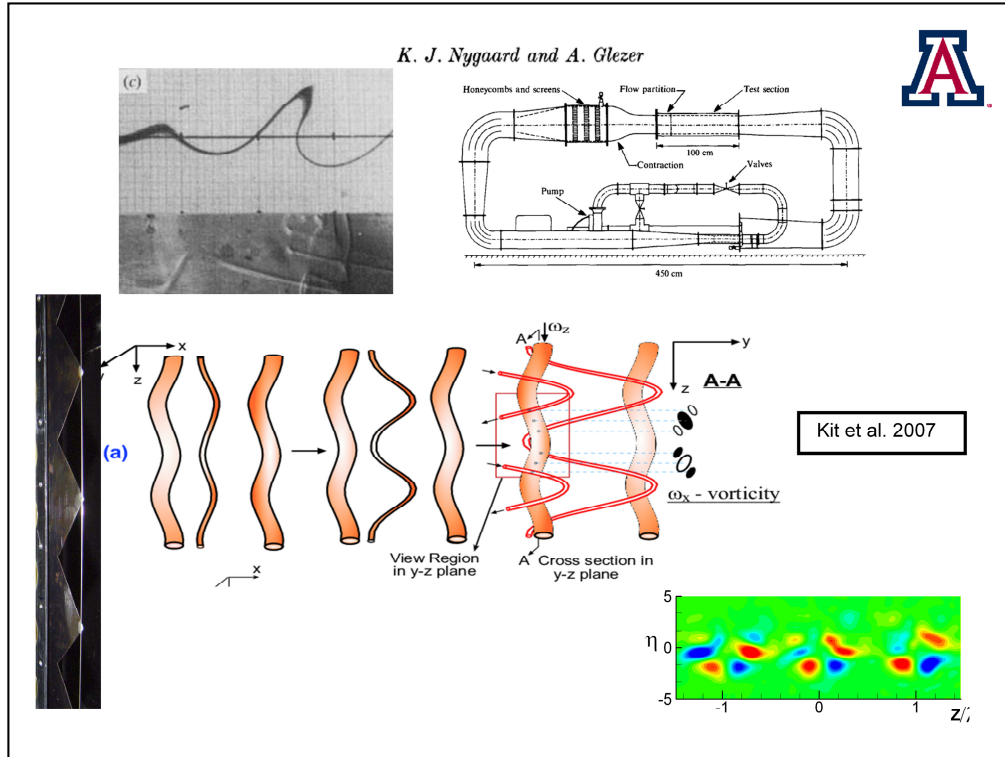 K. J. Nygaard and A. Glezer
A
(c)
Honeycombs and screens
Flow partition
Test section
100 cm
Contraction
Valves
Pump
450 cm
x
z
A
ωz
y
z
A-A
(a)
Kit et al. 2007
ωx - vorticity
View Region
in y-z plane
A
Cross section in
y-z plane
x
5
η
0
-5
-1
0
1